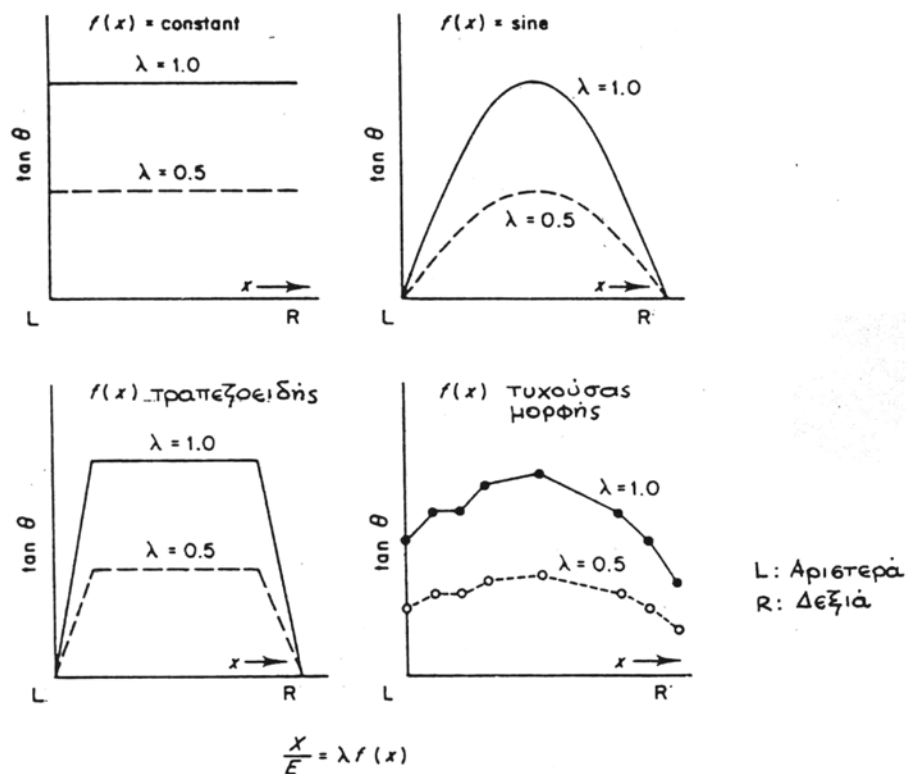 f(x) = constant
λ = 1.0
λ = 0.5
tan θ
x
L
R
f(x) = sine
λ = 1.0
λ = 0.5
tan θ
x
L
R
f(x) τραπεζοειδής
λ = 1.0
λ = 0.5
tan θ
x
L
R
f(x) τυχούσας
μορφής
λ = 1.0
λ = 0.5
tan θ
x
L
R
L: Αριστερά
R: Δεξιά
X/E = λ f(x)